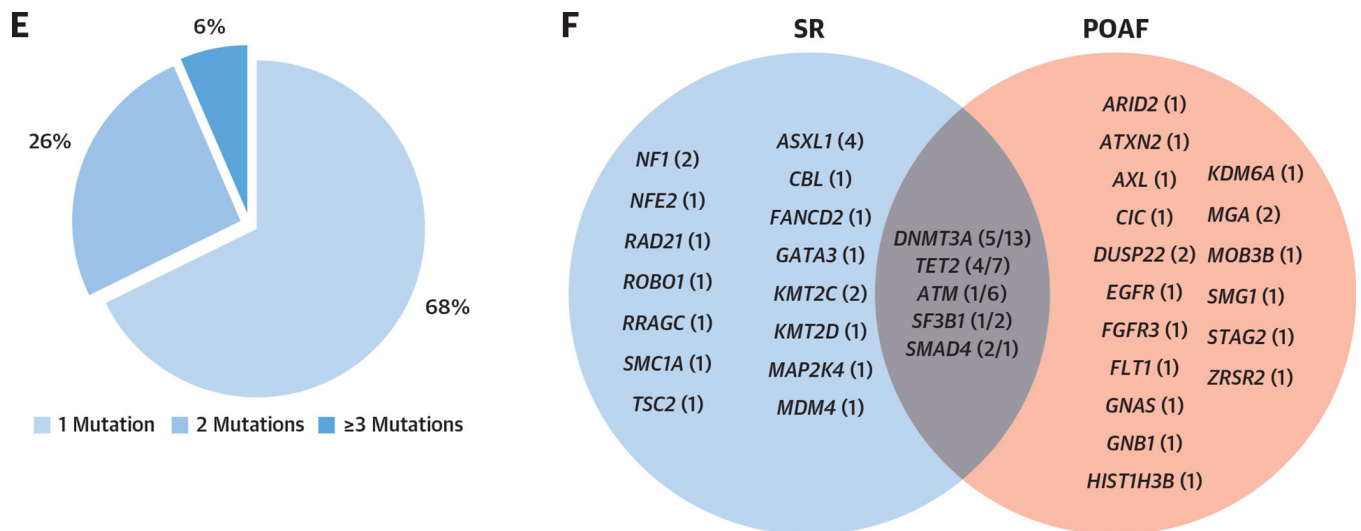 E
6%
26%
68%
1 Mutation
2 Mutations
≥3 Mutations
F
SR
POAF
NF1 (2)
NFE2 (1)
RAD21 (1)
ROBO1 (1)
RRAGC (1)
SMC1A (1)
TSC2 (1)
ASXL1 (4)
CBL (1)
FANCD2 (1)
GATA3 (1)
KMT2C (2)
KMT2D (1)
MAP2K4 (1)
MDM4 (1)
DNMT3A (5/13)
TET2 (4/7)
ATM (1/6)
SF3B1 (1/2)
SMAD4 (2/1)
ARID2 (1)
ATXN2 (1)
AXL (1)
CIC (1)
DUSP22 (2)
EGFR (1)
FGFR3 (1)
FLT1 (1)
GNAS (1)
GNB1 (1)
HIST1H3B (1)
KDM6A (1)
MGA (2)
MOB3B (1)
SMG1 (1)
STAG2 (1)
ZRSR2 (1)